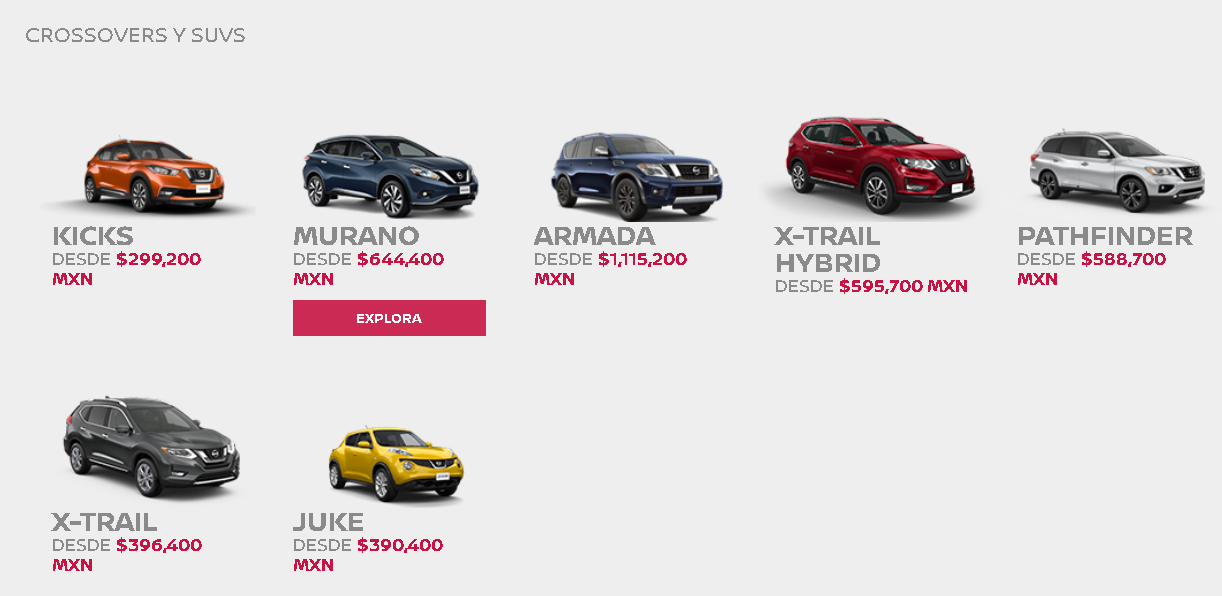 CROSSOVERS Y SUVS
KICKS
DESDE $299,200
MXN
MURANO
DESDE $644,400
MXN
EXPLORA
ARMADA
DESDE $1,115,200
MXN
X-TRAIL
HYBRID
DESDE $595,700 MXN
PATHFINDER
DESDE $588,700
MXN
X-TRAIL
DESDE $396,400
MXN
JUKE
DESDE $390,400
MXN